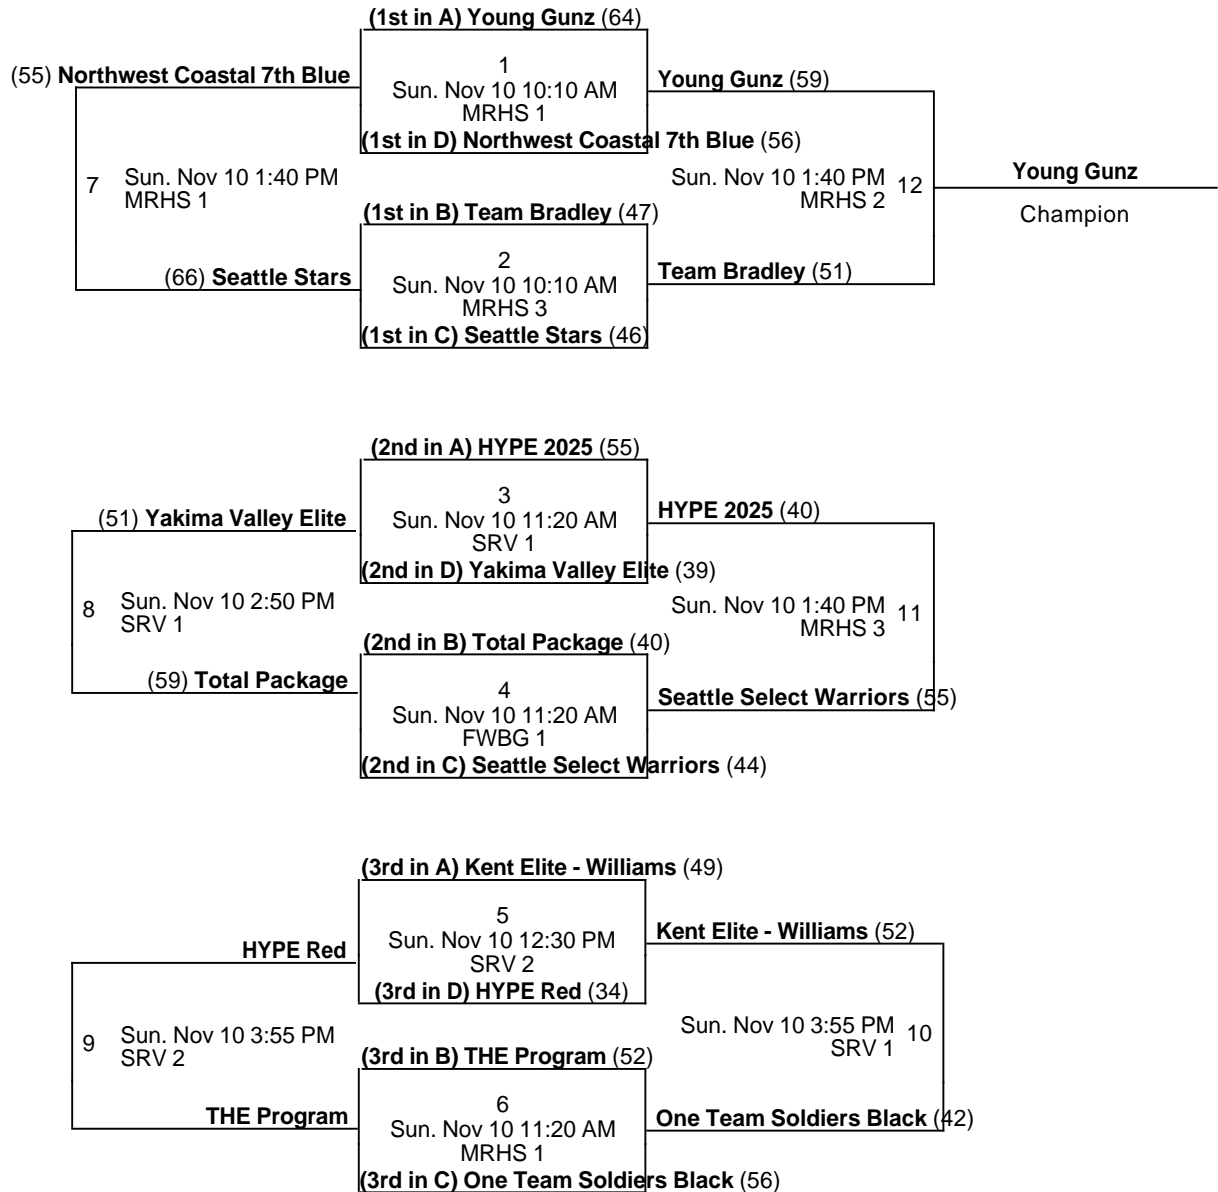 (1st in A) Young Gunz (64)
(55) Northwest Coastal 7th Blue
1
Sun. Nov 10 10:10 AM
MRHS 1
Young Gunz (59)
(1st in D) Northwest Coastal 7th Blue (56)
7
Sun. Nov 10 1:40 PM
MRHS 1
Sun. Nov 10 1:40 PM
MRHS 2
12
Young Gunz
Champion
(1st in B) Team Bradley (47)
(66) Seattle Stars
2
Sun. Nov 10 10:10 AM
MRHS 3
Team Bradley (51)
(1st in C) Seattle Stars (46)
(2nd in A) HYPE 2025 (55)
(51) Yakima Valley Elite
3
Sun. Nov 10 11:20 AM
SRV 1
HYPE 2025 (40)
(2nd in D) Yakima Valley Elite (39)
8
Sun. Nov 10 2:50 PM
SRV 1
Sun. Nov 10 1:40 PM
MRHS 3
11
(2nd in B) Total Package (40)
(59) Total Package
4
Sun. Nov 10 11:20 AM
FWBG 1
Seattle Select Warriors (55)
(2nd in C) Seattle Select Warriors (44)
(3rd in A) Kent Elite - Williams (49)
HYPE Red
5
Sun. Nov 10 12:30 PM
SRV 2
Kent Elite - Williams (52)
(3rd in D) HYPE Red (34)
9
Sun. Nov 10 3:55 PM
SRV 2
Sun. Nov 10 3:55 PM
SRV 1
10
(3rd in B) THE Program (52)
THE Program
6
Sun. Nov 10 11:20 AM
MRHS 1
One Team Soldiers Black (42)
(3rd in C) One Team Soldiers Black (56)